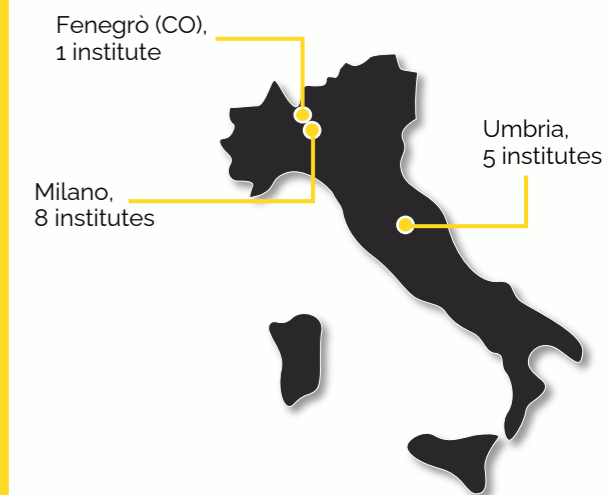 Fenegrò (CO),
1 institute
Umbria,
5 institutes
Milano,
8 institutes